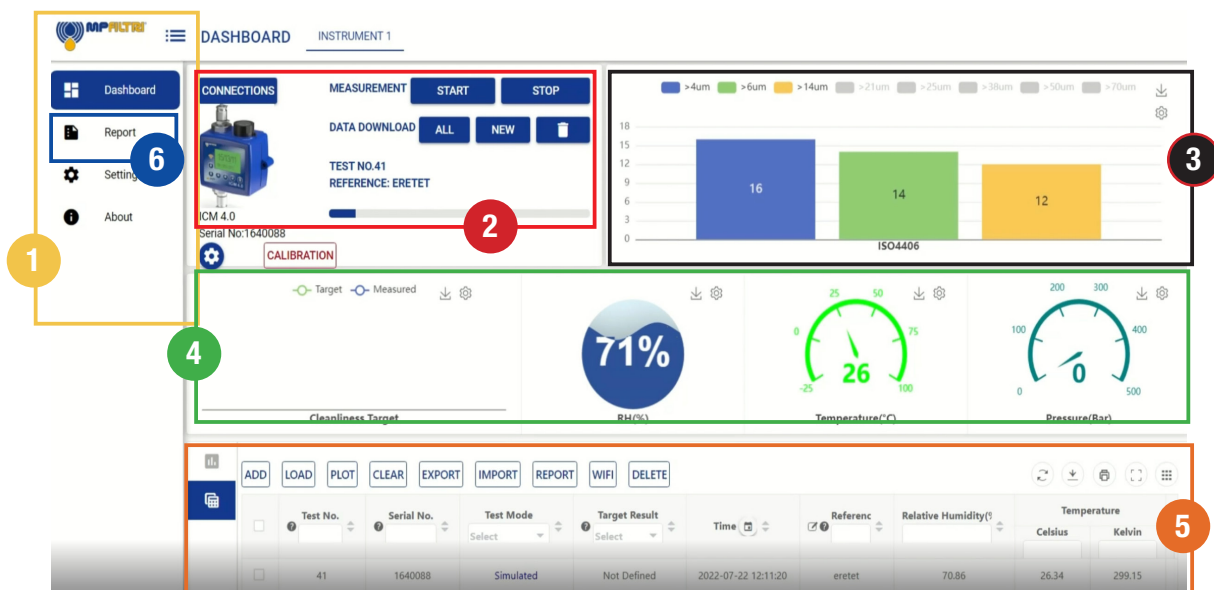 MPFILTRI
DASHBOARD INSTRUMENT 1
Dashboard
Report
Setting
About
1
6
CONNECTIONS MEASUREMENT START STOP
DATA DOWNLOAD ALL NEW
TEST NO.41
REFERENCE: ERETET
ICM 4.0
Serial No:1640088
CALIBRATION
2
>4um >6um >14um >21um >25um >38um >50um >70um
18
15
12
9
6
3
0
16 14 12
ISO4406
3
4
Target Measured
Cleanliness Target
71%
RH(%)
-25 0 25 50 75 100
26
Temperature(°C)
0 100 200 300 400 500
0
Pressure(Bar)
ADD LOAD PLOT CLEAR EXPORT IMPORT REPORT WIFI DELETE
Test No. Serial No. Test Mode Target Result Time Referenc Relative Humidity(% Temperature
Select Select Celsius Kelvin
5
41 1640088 Simulated Not Defined 2022-07-22 12:11:20 eretet 70.86 26.34 299.15